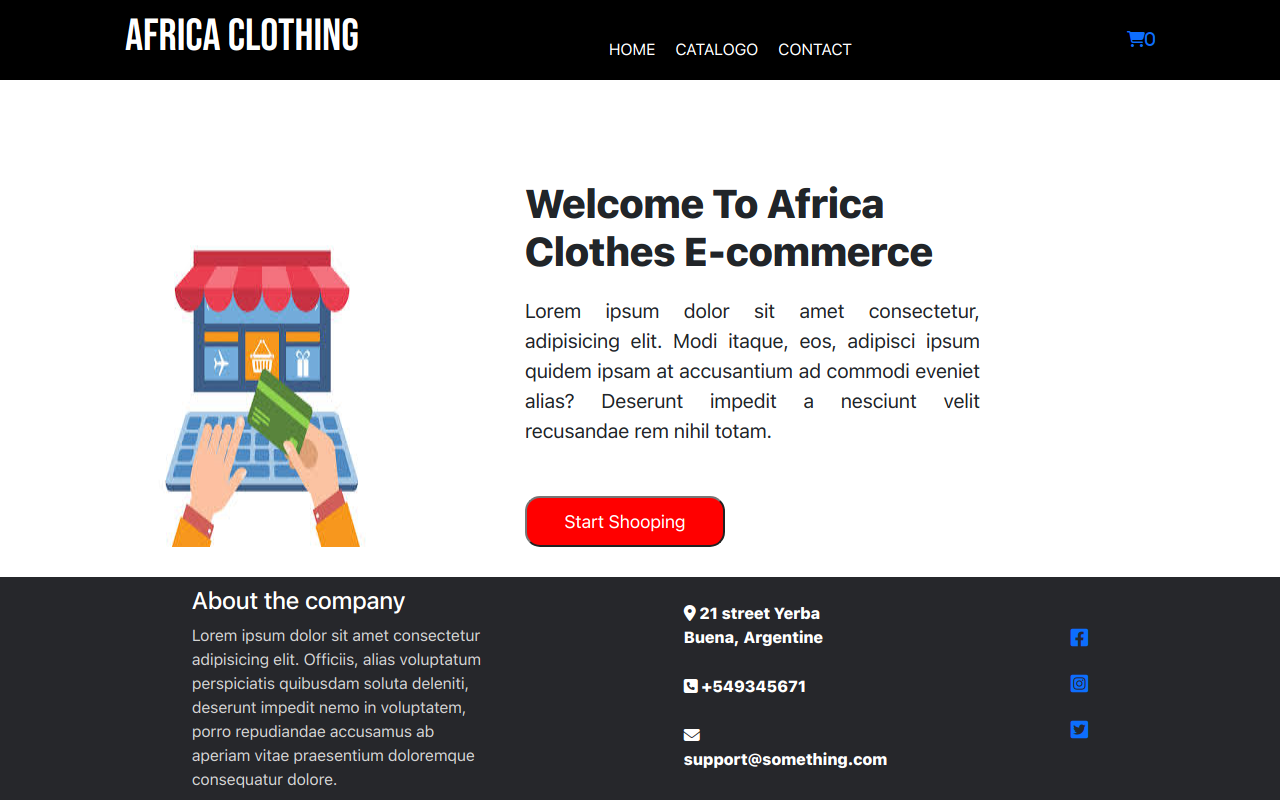 AFRICA CLOTHING
HOME CATALOGO CONTACT
0
Welcome To Africa
Clothes E-commerce
Lorem ipsum dolor sit amet consectetur,
adipisicing elit. Modi itaque, eos, adipisci ipsum
quidem ipsam at accusantium ad commodi eveniet
alias? Deserunt impedit a nesciunt velit
recusandae rem nihil totam.
Start Shooping
About the company
Lorem ipsum dolor sit amet consectetur
adipisicing elit. Officiis, alias voluptatum
perspiciatis quibusdam soluta deleniti,
deserunt impedit nemo in voluptatem,
porro repudiandae accusamus ab
aperiam vitae praesentium doloremque
consequatur dolore.
21 street Yerba
Buena, Argentine
+549345671
support@something.com